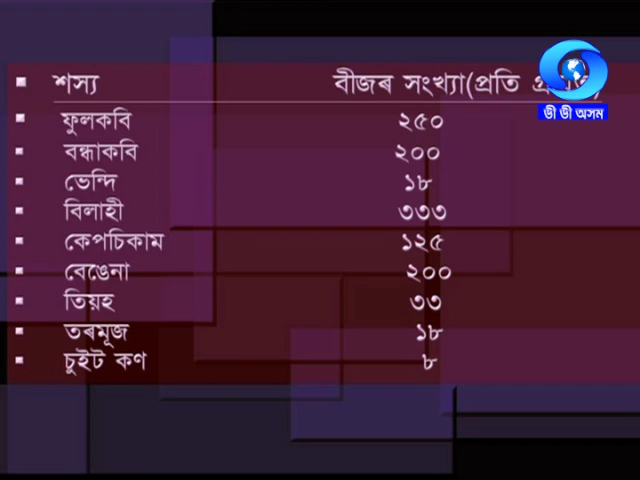 শস্য বীজৰ সংখ্যা(প্ৰতি
ফুলকবি ২৫০
বন্ধাকবি ২০০
ভেন্দি ১৮
বিলাহী ৩৩৩
কেপচিকাম ১২৫
বেঙেনা ২০০
তিয়হ ৩৩
তৰমূজ ১৮
চুইট কণ ৮
ডী ডী অসম